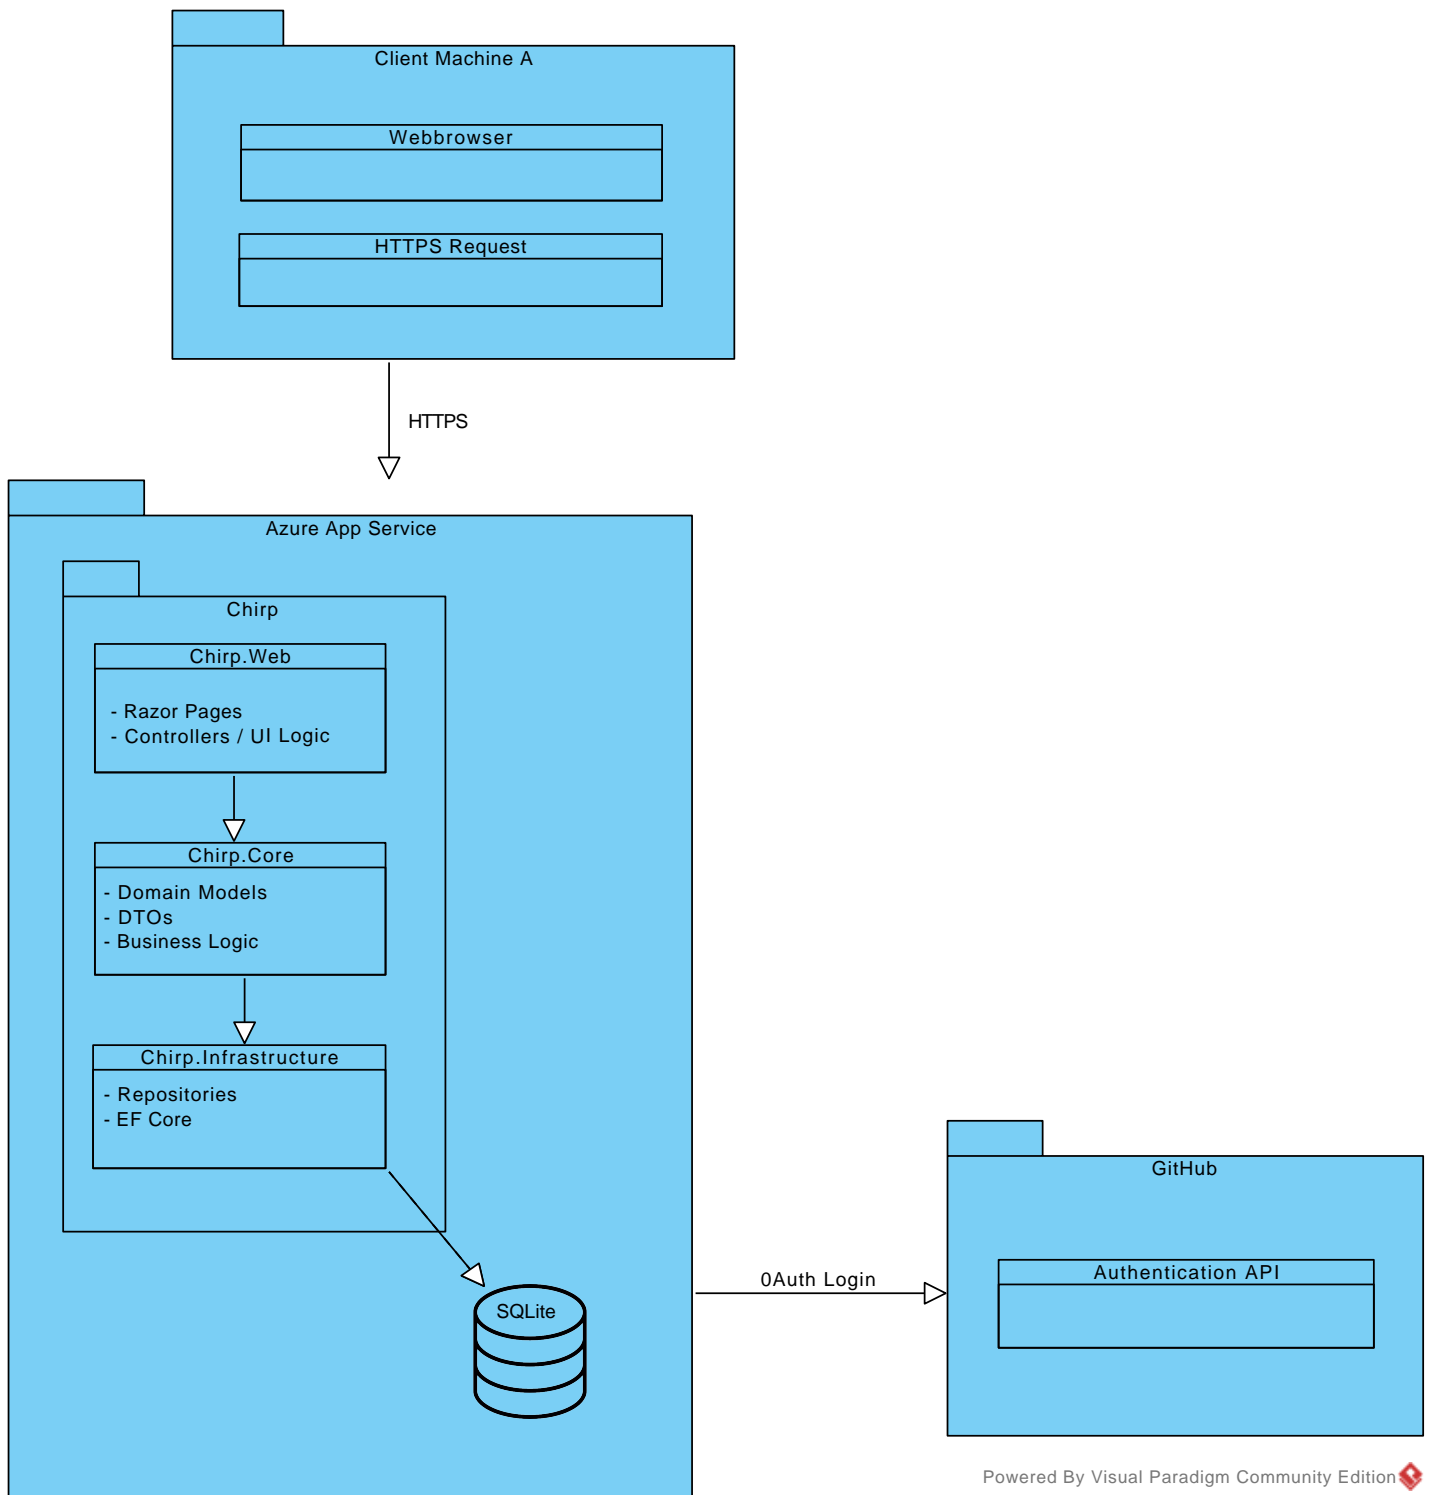 Client Machine A
Webbrowser
HTTPS Request
HTTPS
Azure App Service
Chirp
Chirp.Web
- Razor Pages
- Controllers / UI Logic
Chirp.Core
- Domain Models
- DTOs
- Business Logic
Chirp.Infrastructure
- Repositories
- EF Core
SQLite
0Auth Login
GitHub
Authentication API
Powered By Visual Paradigm Community Edition